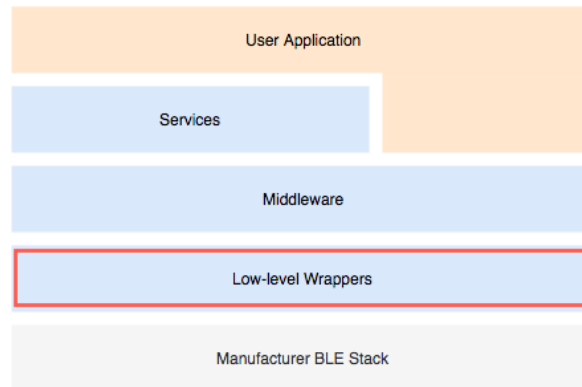 User Application
Services
Middleware
Low-level Wrappers
Manufacturer BLE Stack